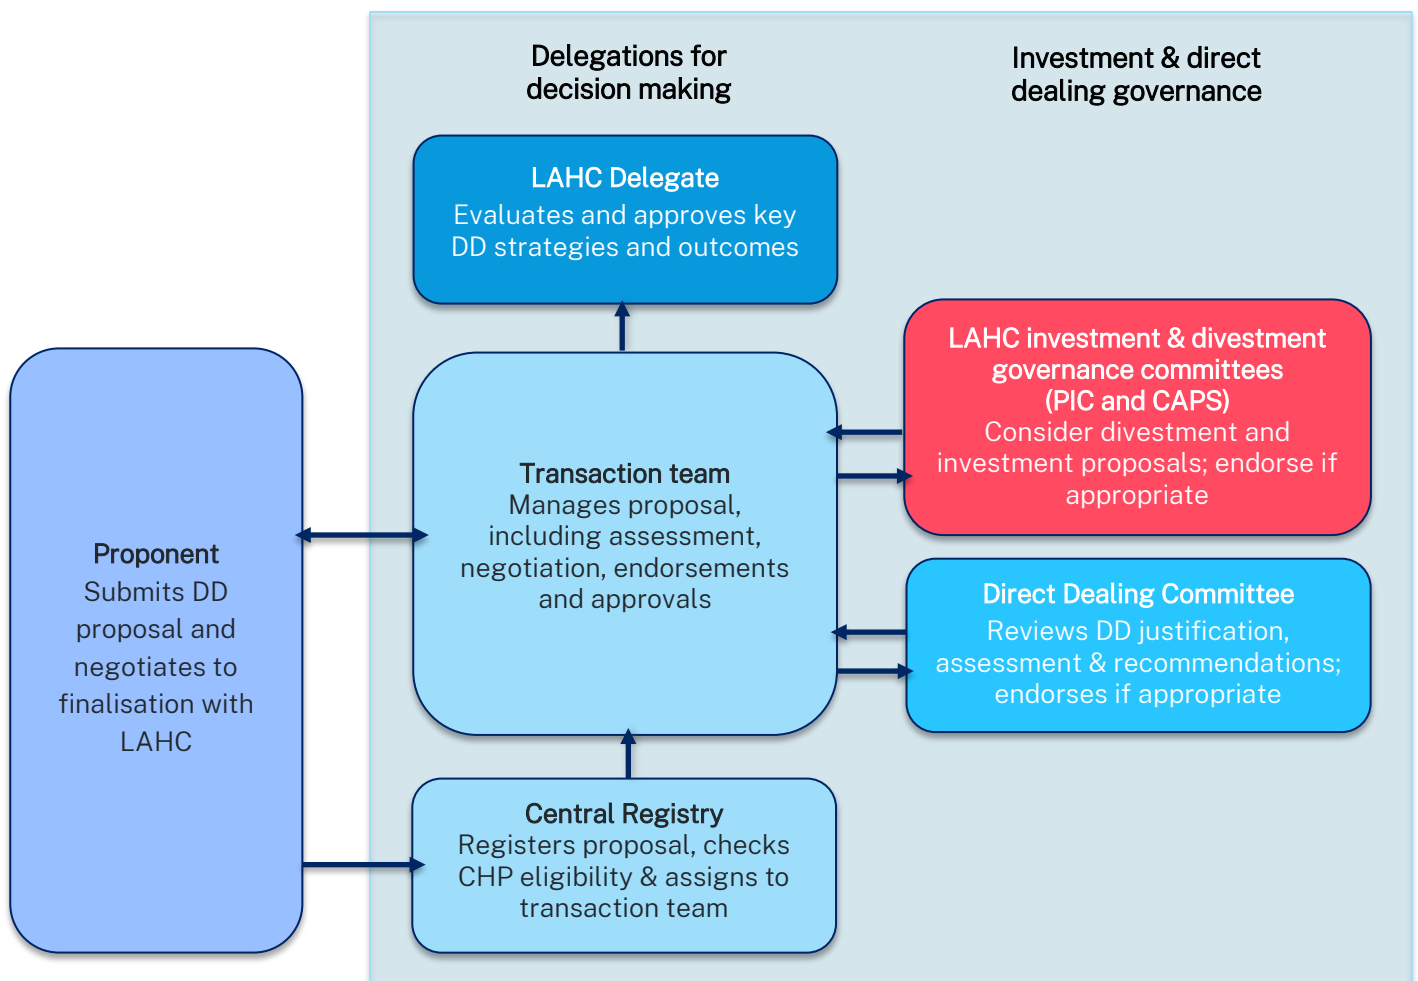 Delegations for
decision making
Investment & direct
dealing governance
LAHC Delegate
Evaluates and approves key
DD strategies and outcomes
LAHC investment & divestment
governance committees
(PIC and CAPS)
Consider divestment and
investment proposals; endorse if
appropriate
Proponent
Submits DD
proposal and
negotiates to
finalisation with
LAHC
Transaction team
Manages proposal,
including assessment,
negotiation, endorsements
and approvals
Direct Dealing Committee
Reviews DD justification,
assessment & recommendations;
endorses if appropriate
Central Registry
Registers proposal, checks
CHP eligibility & assigns to
transaction team